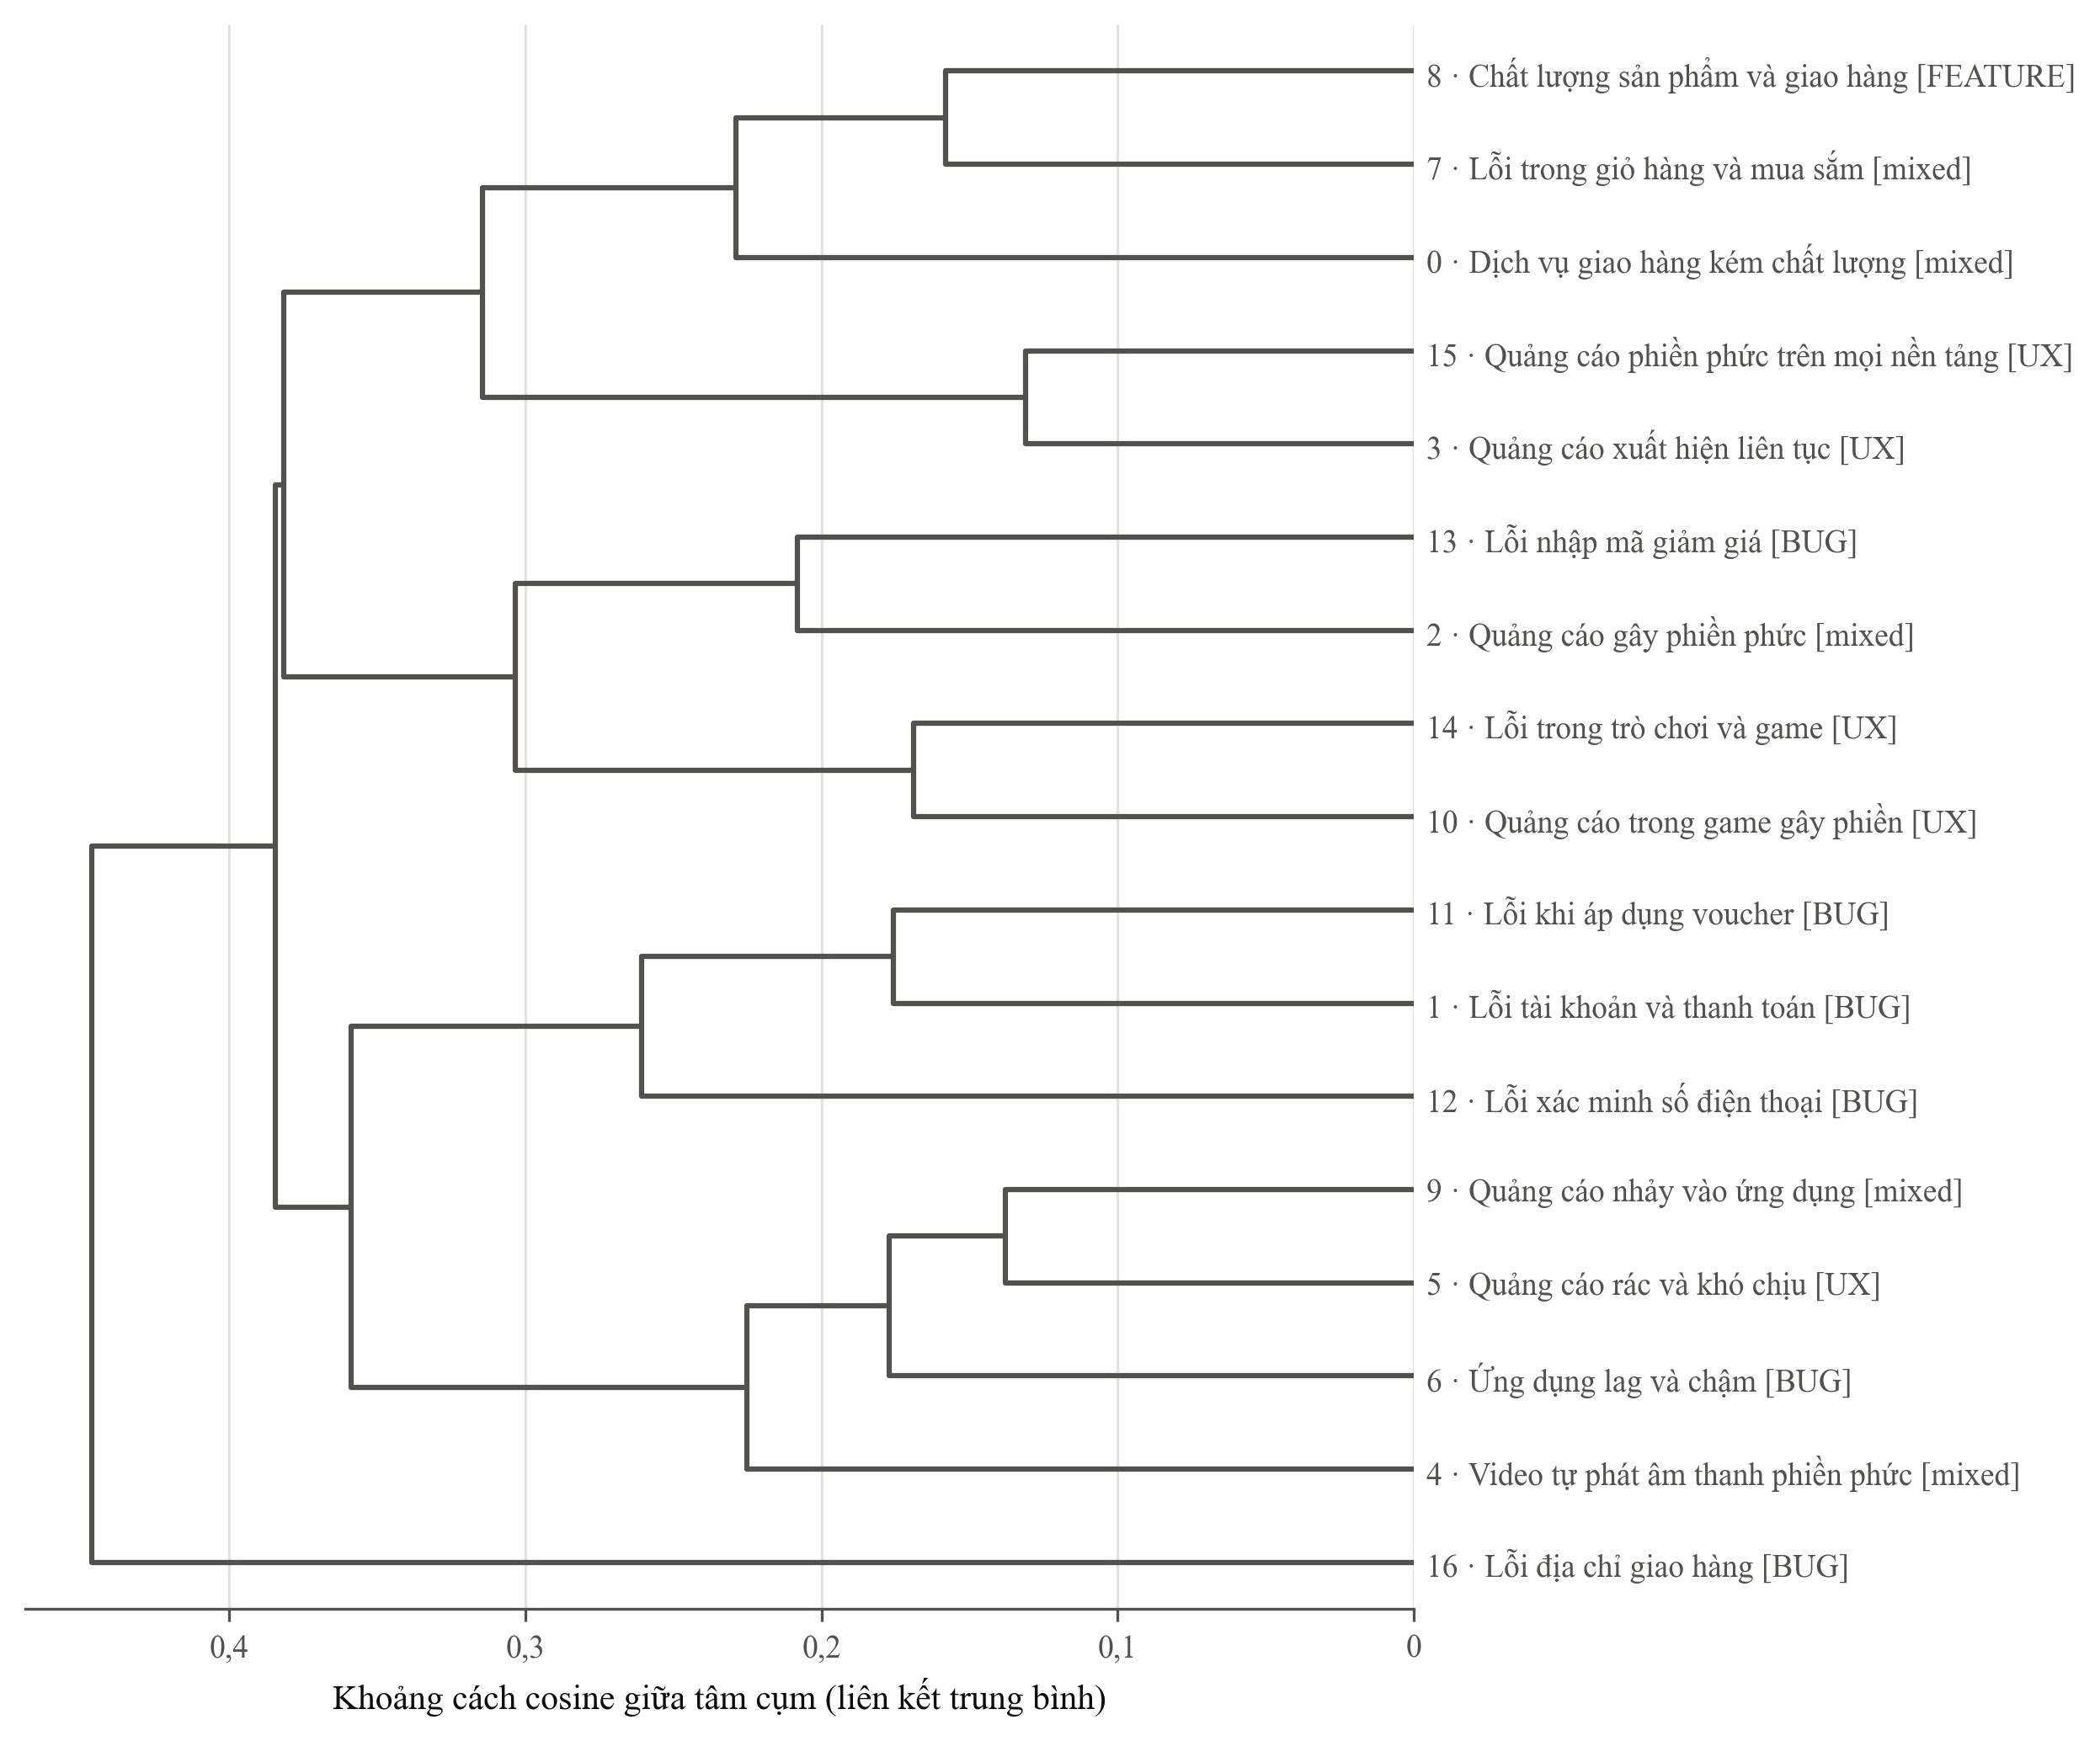 8 · Chất lượng sản phẩm và giao hàng [FEATURE]
7 · Lỗi trong giỏ hàng và mua sắm [mixed]
0 · Dịch vụ giao hàng kém chất lượng [mixed]
15 · Quảng cáo phiền phức trên mọi nền tảng [UX]
3 · Quảng cáo xuất hiện liên tục [UX]
13 · Lỗi nhập mã giảm giá [BUG]
2 · Quảng cáo gây phiền phức [mixed]
14 · Lỗi trong trò chơi và game [UX]
10 · Quảng cáo trong game gây phiền [UX]
11 · Lỗi khi áp dụng voucher [BUG]
1 · Lỗi tài khoản và thanh toán [BUG]
12 · Lỗi xác minh số điện thoại [BUG]
9 · Quảng cáo nhảy vào ứng dụng [mixed]
5 · Quảng cáo rác và khó chịu [UX]
6 · Ứng dụng lag và chậm [BUG]
4 · Video tự phát âm thanh phiền phức [mixed]
16 · Lỗi địa chỉ giao hàng [BUG]
0,4 0,3 0,2 0,1 0
Khoảng cách cosine giữa tâm cụm (liên kết trung bình)